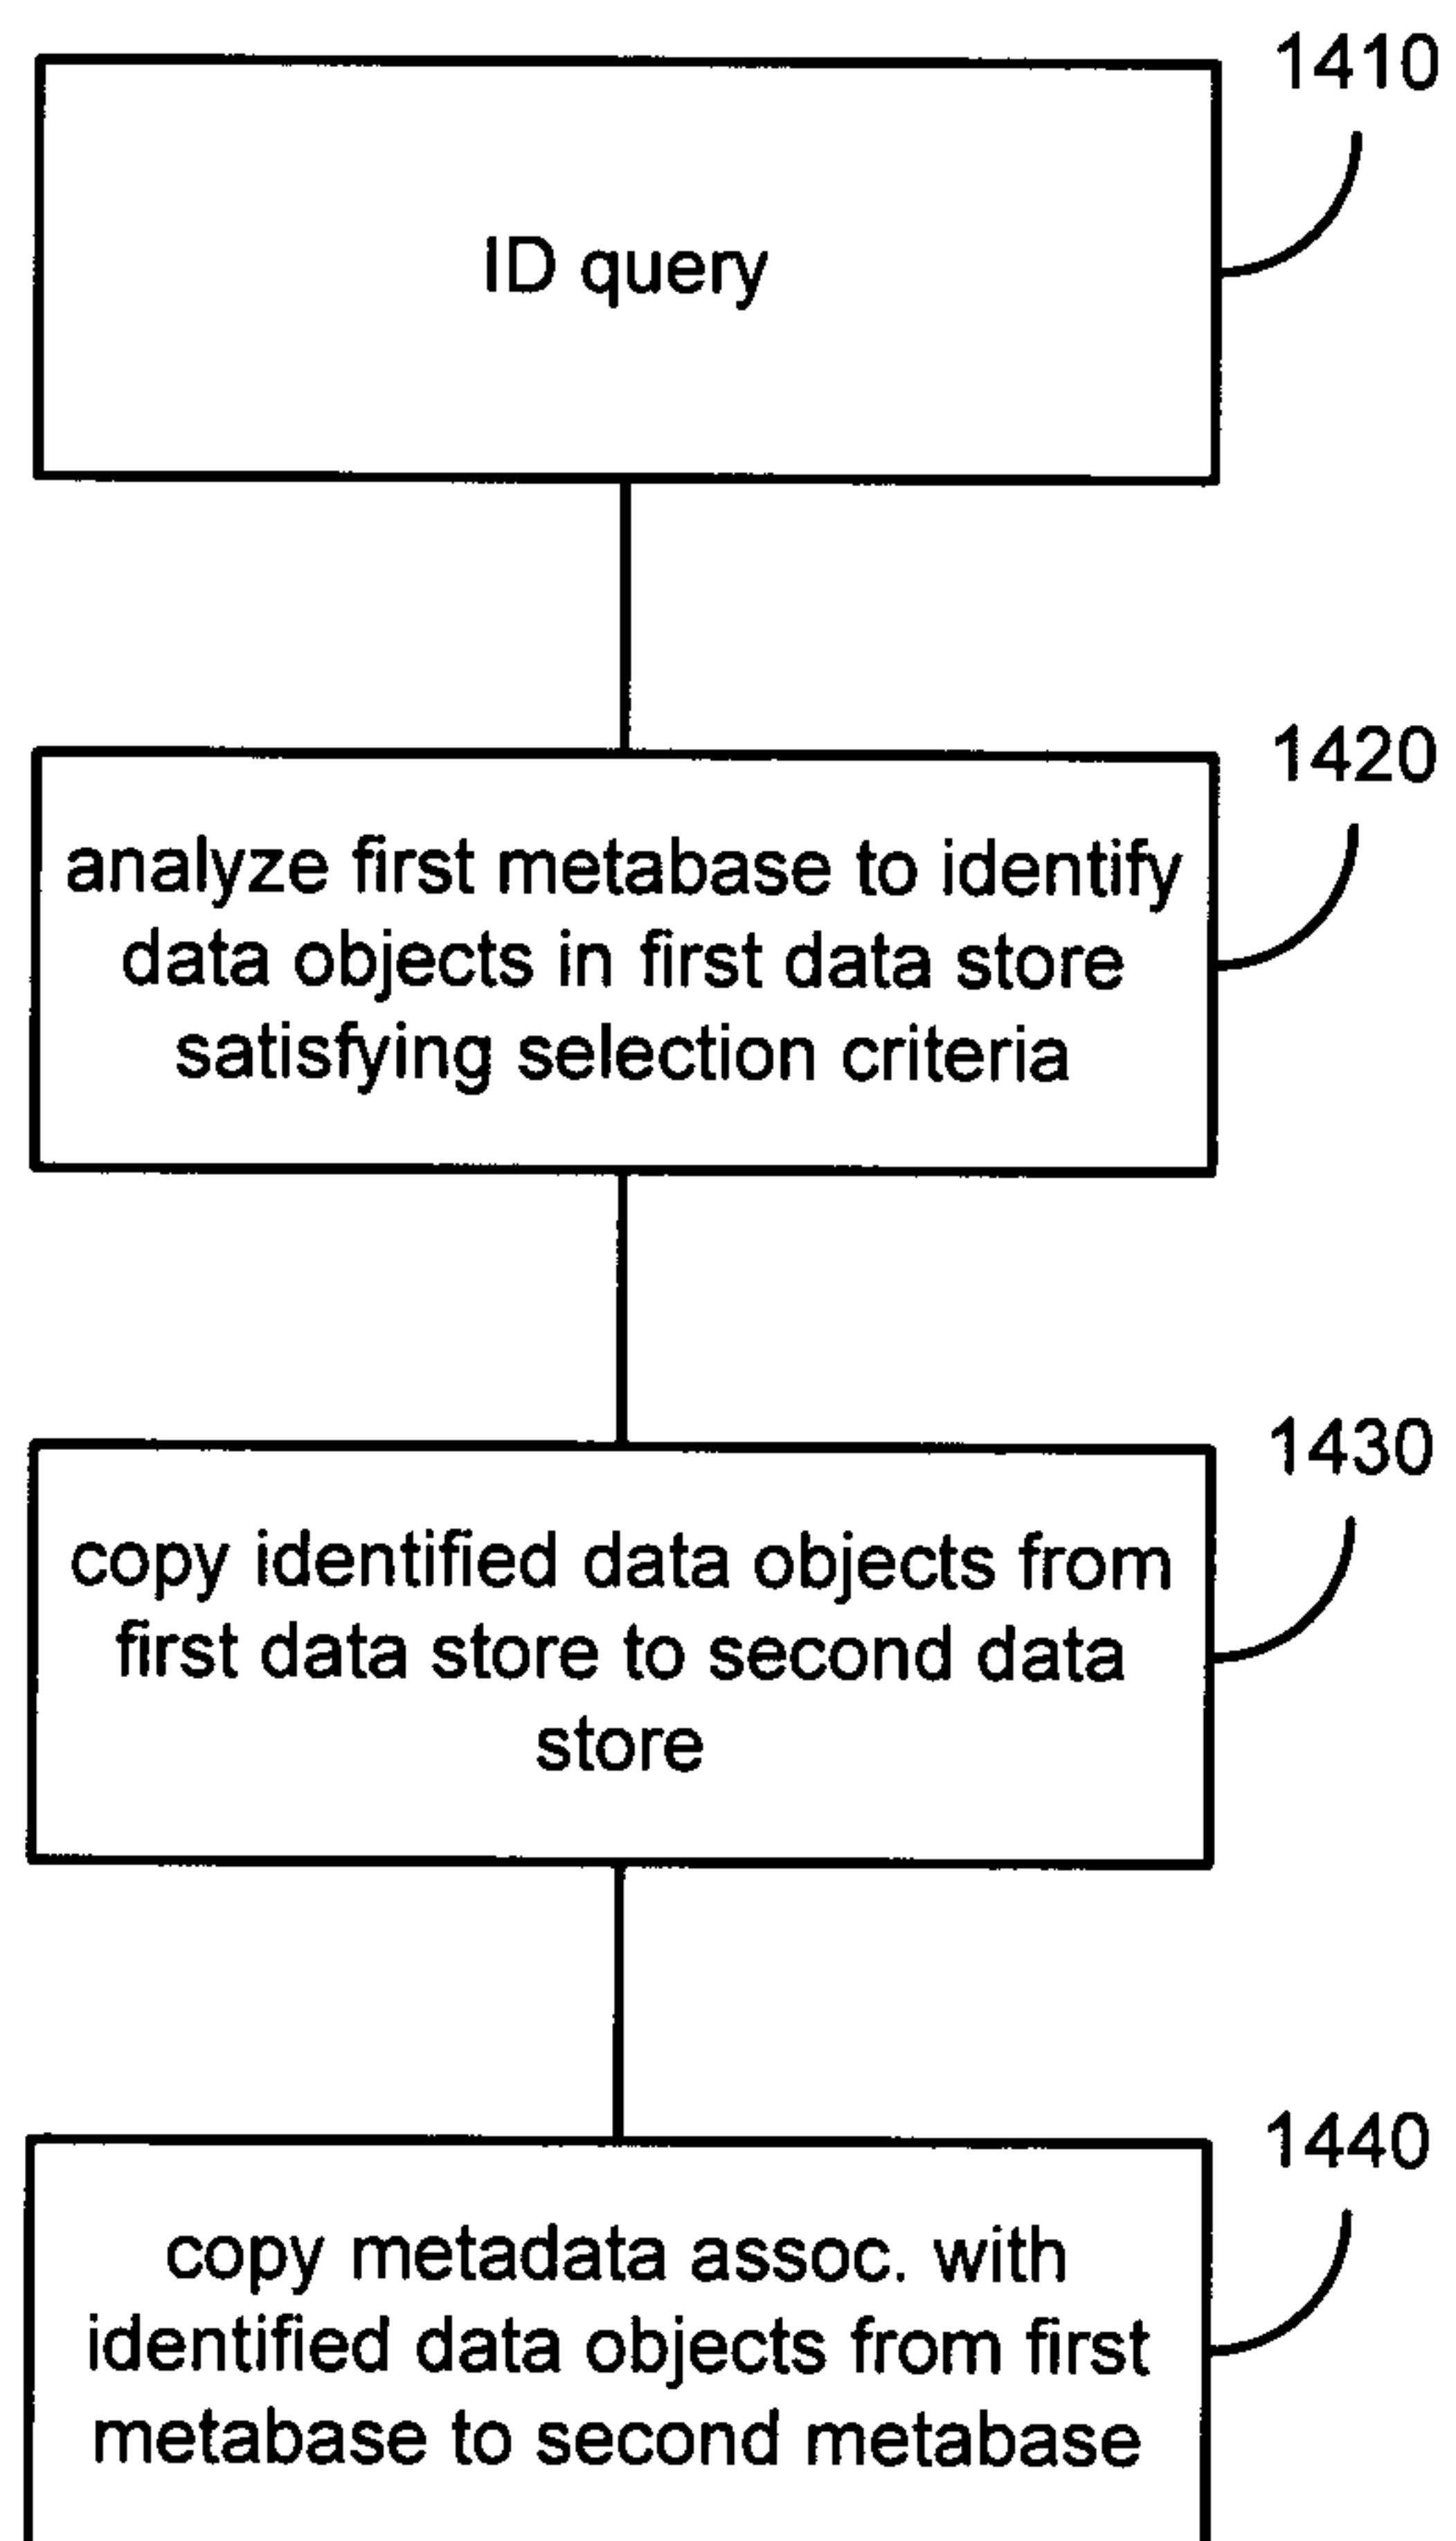 1410
ID query
1420
analyze first metabase to identify
data objects in first data store
satisfying selection criteria
1430
copy identified data objects from
first data store to second data
store
1440
copy metadata assoc. with
identified data objects from first
metabase to second metabase